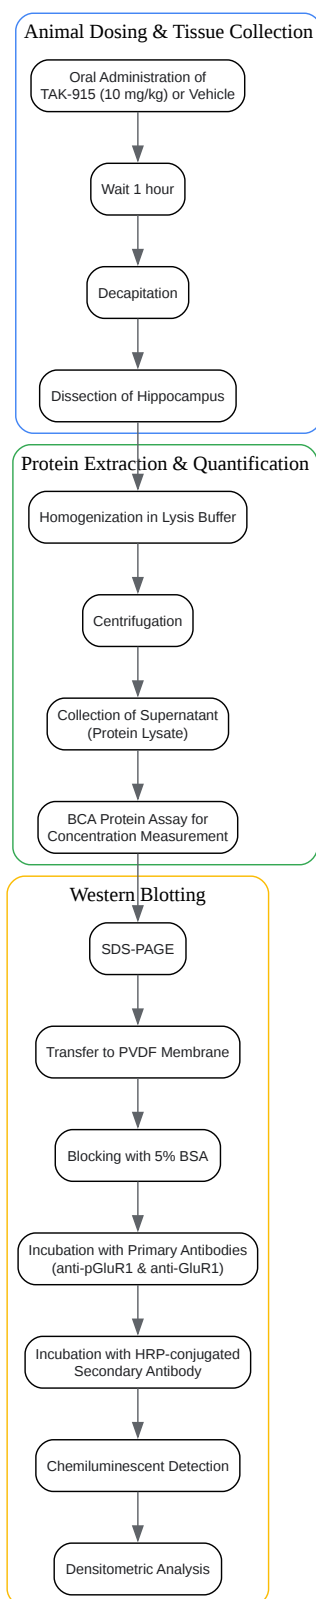 Animal Dosing & Tissue Collection
Oral Administration of
TAK-915 (10 mg/kg) or Vehicle
Wait 1 hour
Decapitation
Dissection of Hippocampus
Protein Extraction & Quantification
Homogenization in Lysis Buffer
Centrifugation
Collection of Supernatant
(Protein Lysate)
BCA Protein Assay for
Concentration Measurement
Western Blotting
SDS-PAGE
Transfer to PVDF Membrane
Blocking with 5% BSA
Incubation with Primary Antibodies
(anti-pGluR1 & anti-GluR1)
Incubation with HRP-conjugated
Secondary Antibody
Chemiluminescent Detection
Densitometric Analysis